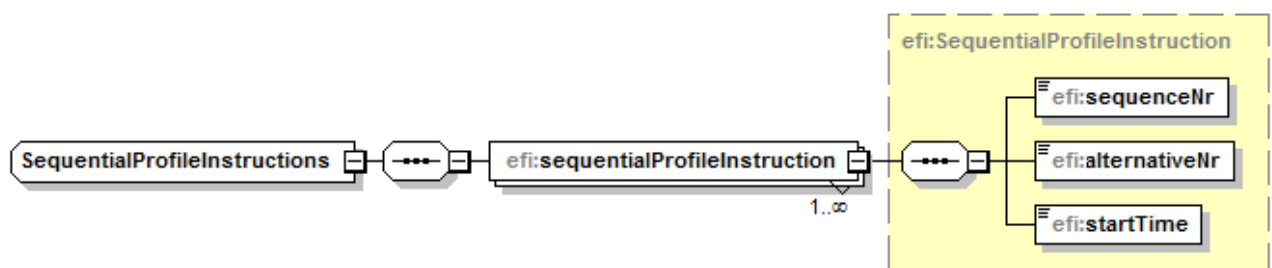 efi:SequentialProfileInstruction
efi:sequenceNr
SequentialProfileInstructions
efi:sequentialProfileInstruction
efi:alternativeNr
1..∞
efi:startTime